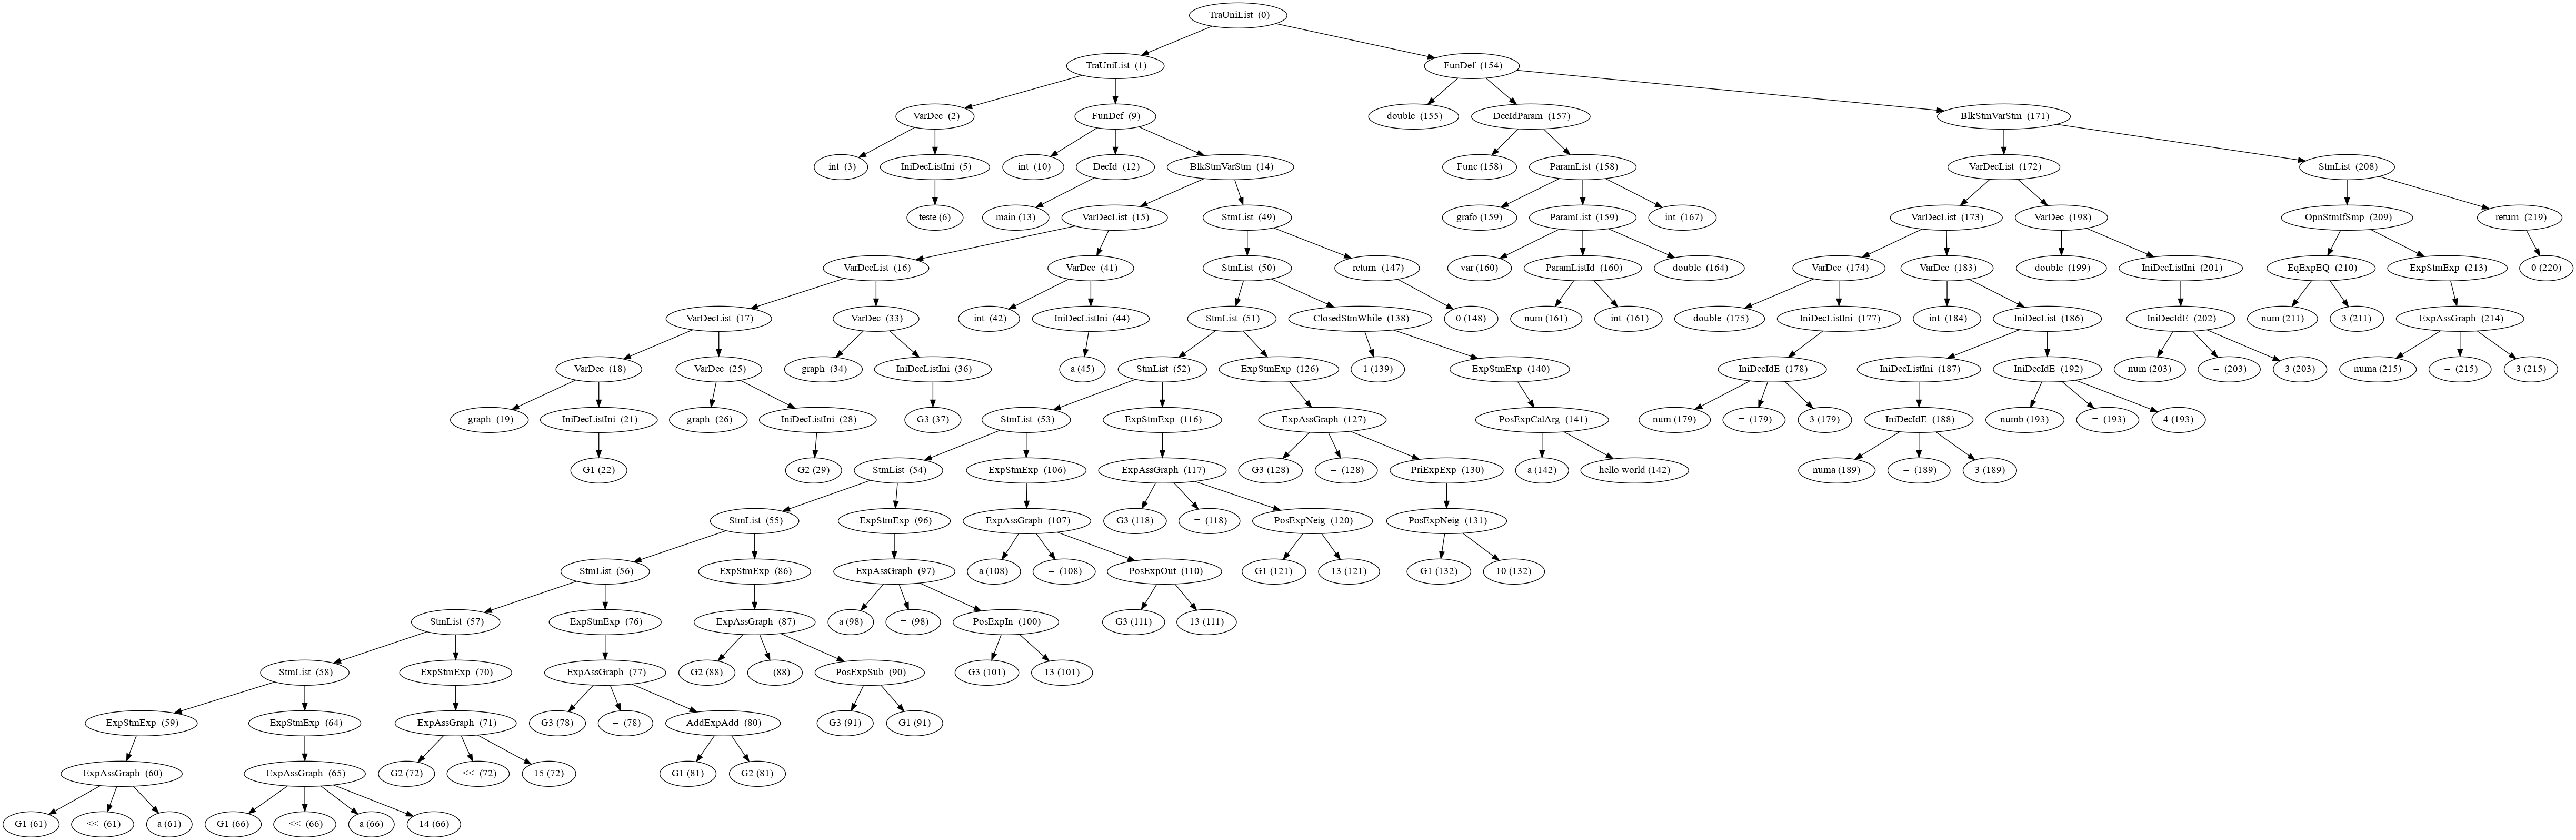 TraUniList (0)
TraUniList (1) FunDef (154)
VarDec (2) FunDef (9) double (155) DecIdParam (157) BlkStmVarStm (171)
int (3) IniDecListIni (5) int (10) DecId (12) BlkStmVarStm (14) Func (158) ParamList (158) VarDecList (172) StmList (208)
teste (6) main (13) VarDecList (15) StmList (49) grafo (159) ParamList (159) int (167) VarDecList (173) VarDec (198) OpnStmIfSmp (209) return (219)
VarDecList (16) VarDec (41) StmList (50) return (147) var (160) ParamListId (160) double (164) VarDec (174) VarDec (183) double (199) IniDecListIni (201) EqExpEQ (210) ExpStmExp (213) 0 (220)
VarDecList (17) VarDec (33) int (42) IniDecListIni (44) StmList (51) ClosedStmWhile (138) 0 (148) num (161) int (161) double (175) IniDecListIni (177) int (184) IniDecList (186) IniDecIdE (202) num (211) 3 (211) ExpAssGraph (214)
VarDec (18) VarDec (25) graph (34) IniDecListIni (36) a (45) StmList (52) ExpStmExp (126) 1 (139) ExpStmExp (140) IniDecIdE (178) IniDecListIni (187) IniDecIdE (192) num (203) = (203) 3 (203) numa (215) = (215) 3 (215)
graph (19) IniDecListIni (21) graph (26) IniDecListIni (28) G3 (37) StmList (53) ExpStmExp (116) ExpAssGraph (127) PosExpCalArg (141) num (179) = (179) 3 (179) IniDecIdE (188) numb (193) = (193) 4 (193)
G1 (22) G2 (29) StmList (54) ExpStmExp (106) ExpAssGraph (117) G3 (128) = (128) PriExpExp (130) a (142) hello world (142) numa (189) = (189) 3 (189)
StmList (55) ExpStmExp (96) ExpAssGraph (107) G3 (118) = (118) PosExpNeig (120) PosExpNeig (131)
StmList (56) ExpStmExp (86) ExpAssGraph (97) a (108) = (108) PosExpOut (110) G1 (121) 13 (121) G1 (132) 10 (132)
StmList (57) ExpStmExp (76) ExpAssGraph (87) a (98) = (98) PosExpIn (100) G3 (111) 13 (111)
StmList (58) ExpStmExp (70) ExpAssGraph (77) G2 (88) = (88) PosExpSub (90) G3 (101) 13 (101)
ExpStmExp (59) ExpStmExp (64) ExpAssGraph (71) G3 (78) = (78) AddExpAdd (80) G3 (91) G1 (91)
ExpAssGraph (60) ExpAssGraph (65) G2 (72) << (72) 15 (72) G1 (81) G2 (81)
G1 (61) << (61) a (61) G1 (66) << (66) a (66) 14 (66)